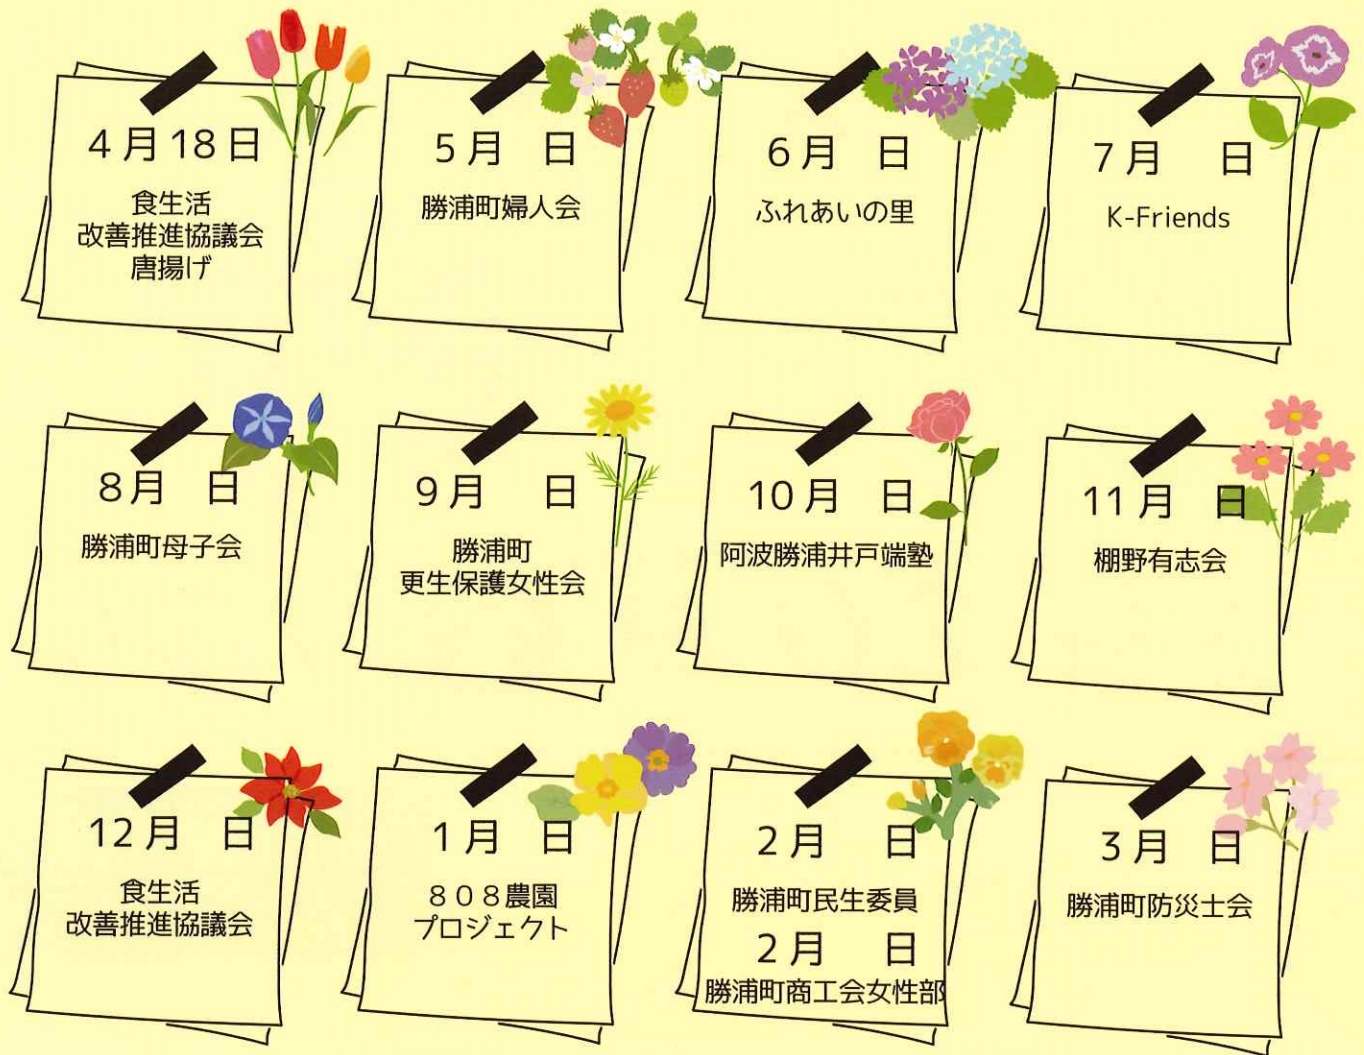 4月18日
食生活
改善推進協議会
唐揚げ
5月　日
勝浦町婦人会
6月　日
ふれあいの里
7月　日
K-Friends
8月　日
勝浦町母子会
9月　日
勝浦町
更生保護女性会
10月　日
阿波勝浦井戸端塾
11月　日
棚野有志会
12月　日
食生活
改善推進協議会
1月　日
８０８農園
プロジェクト
2月　日
勝浦町民生委員
2月　日
勝浦町商工会女性部
3月　日
勝浦町防災士会